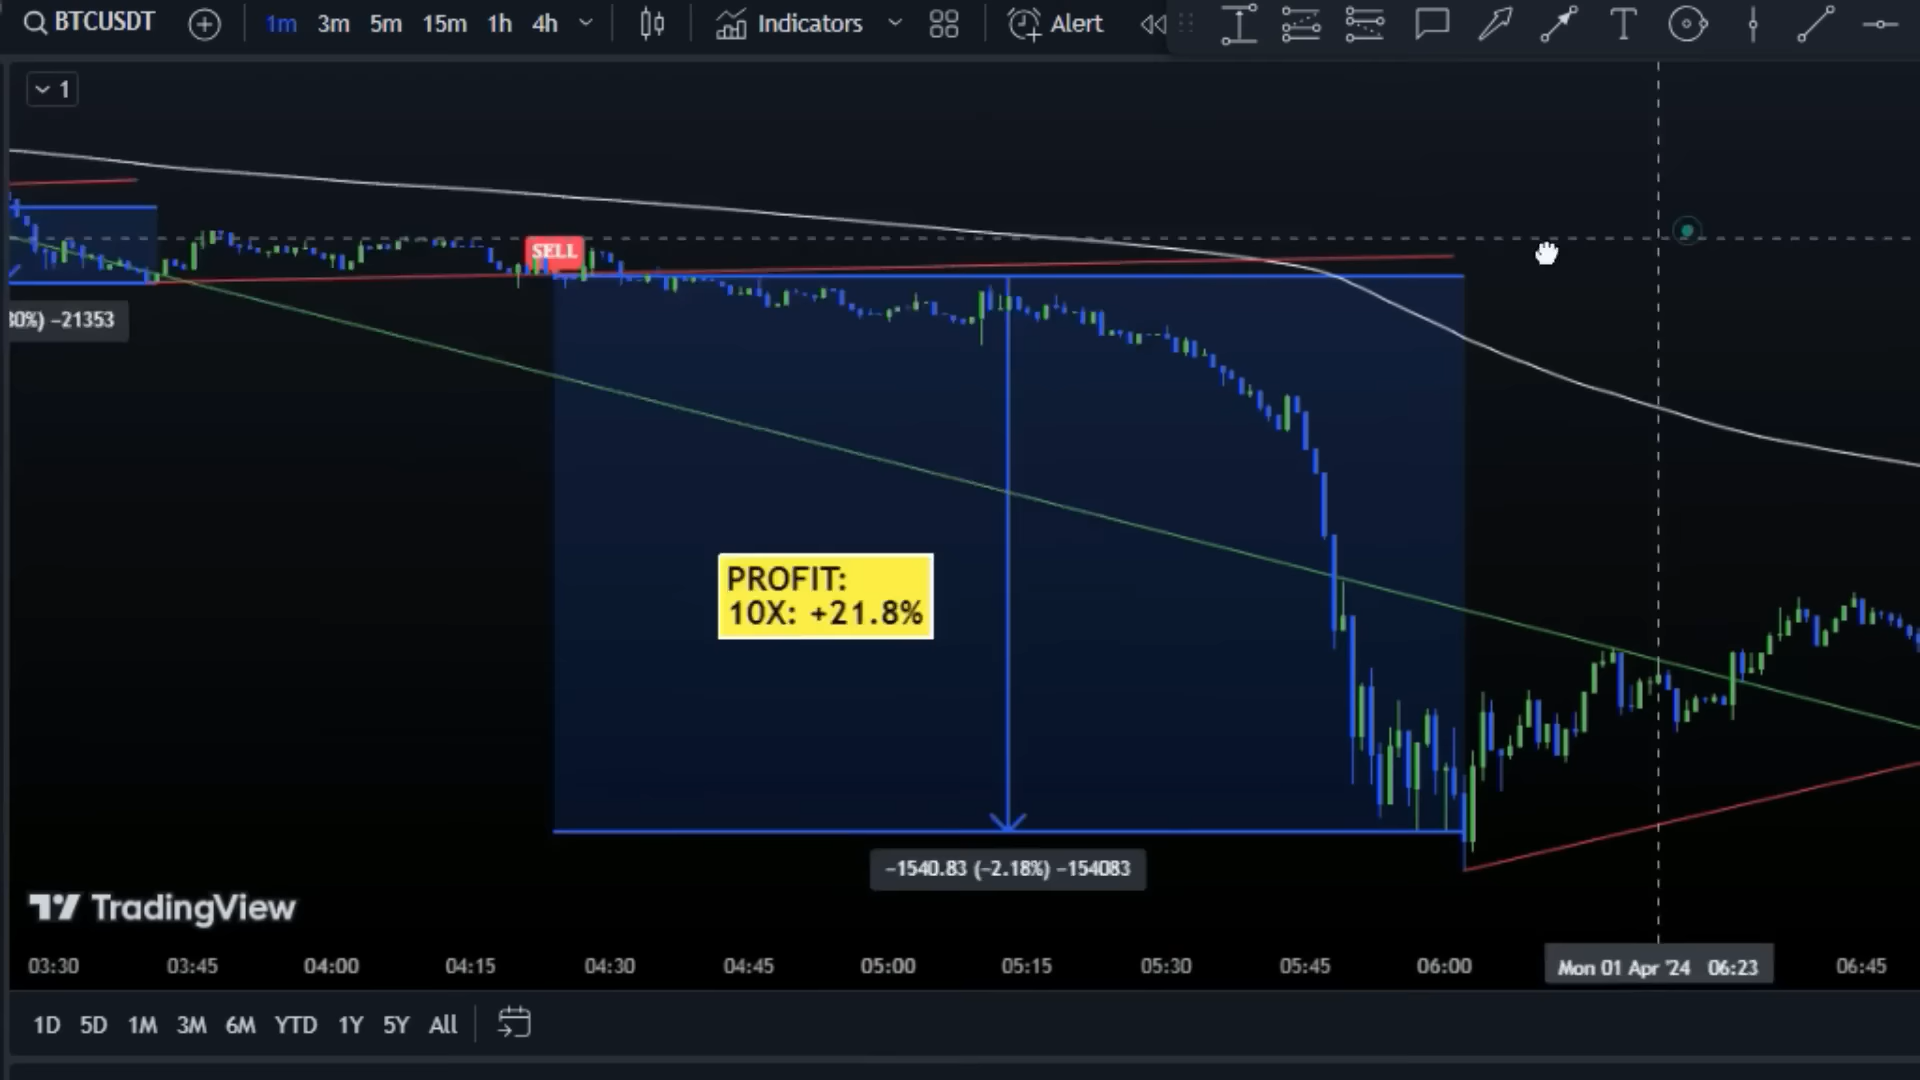 BTCUSDT 1m 3m 5m 15m 1h 4h Indicators Alert
1
SELL
30%) −21353
PROFIT:
10X: +21.8%
−1540.83 (−2.18%) −154083
TradingView
03:30 03:45 04:00 04:15 04:30 04:45 05:00 05:15 05:30 05:45 06:00 Mon 01 Apr '24 06:23 06:45
1D 5D 1M 3M 6M YTD 1Y 5Y All